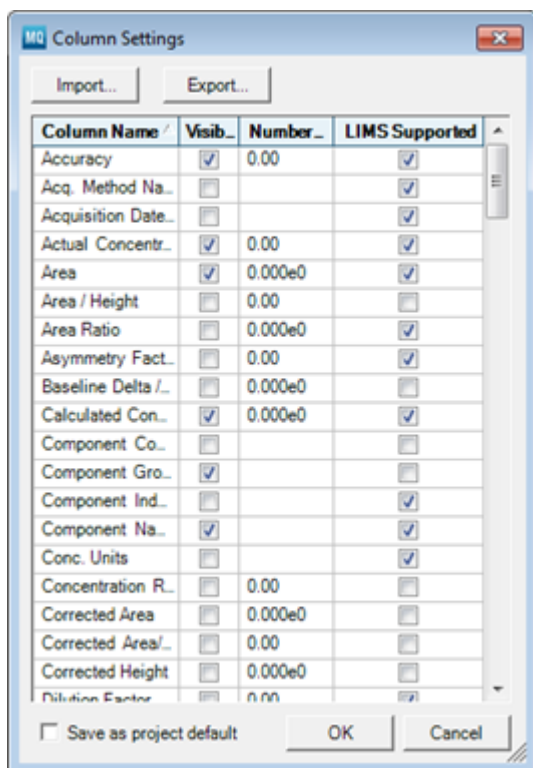 MQ Column Settings
Import... Export...
Column Name Visib... Number... LIMS Supported
Accuracy 0.00
Acq. Method Na...
Acquisition Date...
Actual Concentr... 0.00
Area 0.000e0
Area / Height 0.00
Area Ratio 0.000e0
Asymmetry Fact... 0.00
Baseline Delta /... 0.000e0
Calculated Con... 0.000e0
Component Co...
Component Gro...
Component Ind...
Component Na...
Conc. Units
Concentration R... 0.00
Corrected Area 0.000e0
Corrected Area/... 0.00
Corrected Height 0.000e0
Dilution Factor 0.00
Save as project default OK Cancel